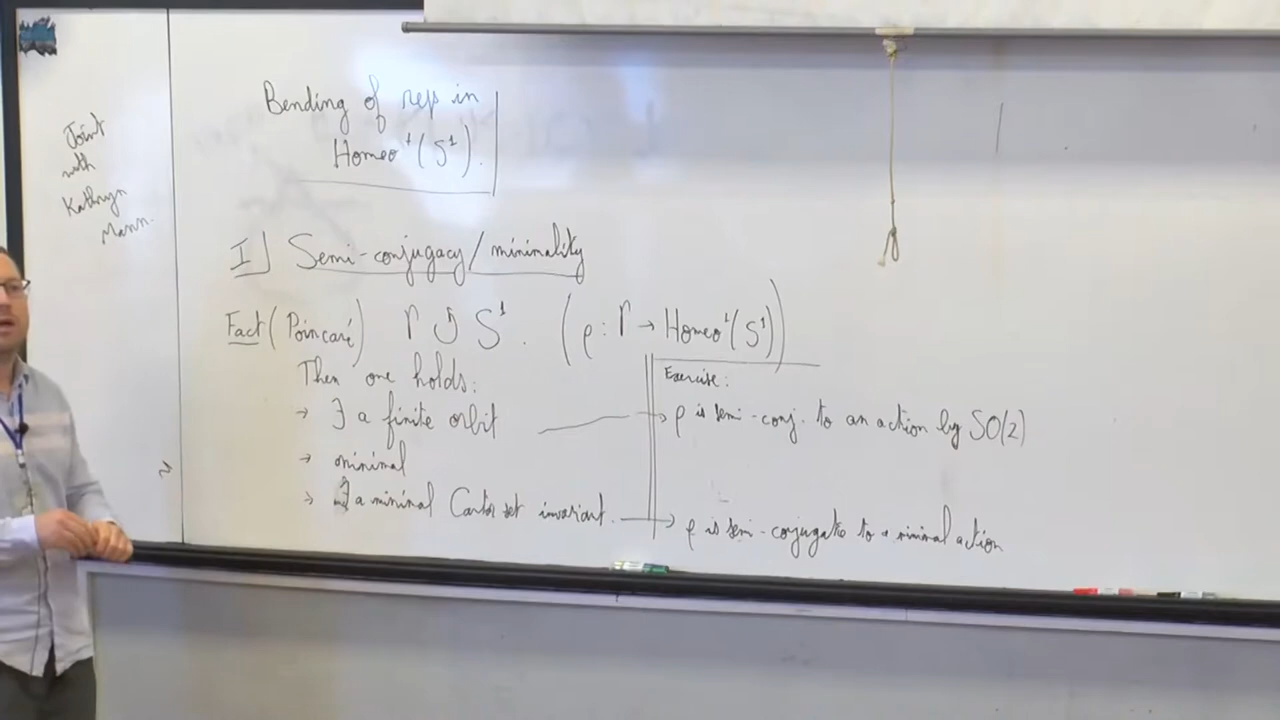 Joint
with
Kathryn
Mann.
Bending of reps in
Homeo⁺(S¹).
I] Semi-conjugacy/minimality
Fact (Poincaré) Γ ↺ S¹. (ρ: Γ → Homeo⁺(S¹))
Then one holds:
→ ∃ a finite orbit
→ minimal
→ ∃ a minimal Cantor set invariant.
Exercise:
→ ρ is semi-conj. to an action by SO(2)
→ ρ is semi-conjugate to a minimal action